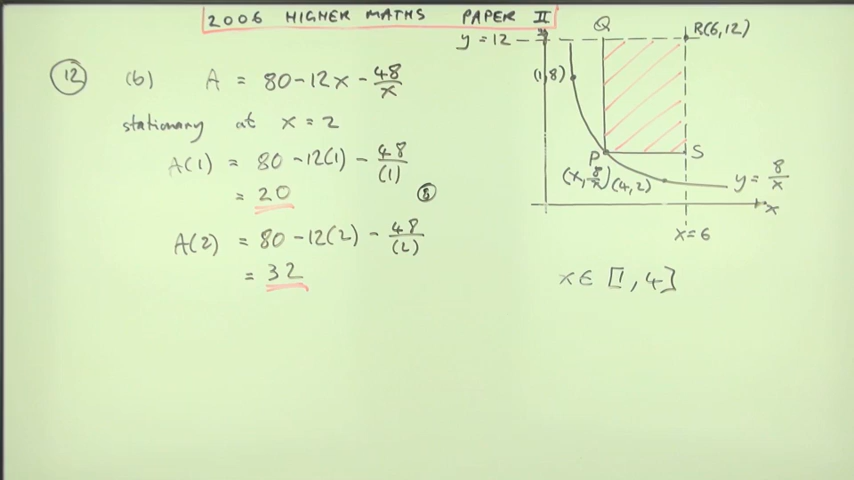 2006 HIGHER MATHS PAPER II
12 (b) A = 80 - 12x - 48/x
stationary at x = 2
A(1) = 80 - 12(1) - 48/(1)
= 20
8
A(2) = 80 - 12(2) - 48/(2)
= 32
y = 12
Q
R(6,12)
(1,8)
P
S
(x, 8/x)
(4,2)
y = 8/x
x
x = 6
x ∈ [1, 4]